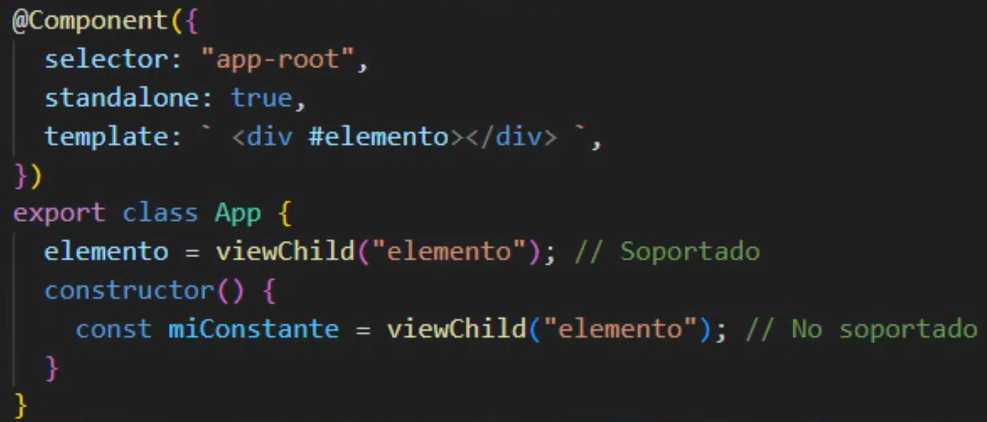 @Component({
  selector: "app-root",
  standalone: true,
  template: ` <div #elemento></div> `,
})
export class App {
  elemento = viewChild("elemento"); // Soportado
  constructor() {
    const miConstante = viewChild("elemento"); // No soportado
  }
}